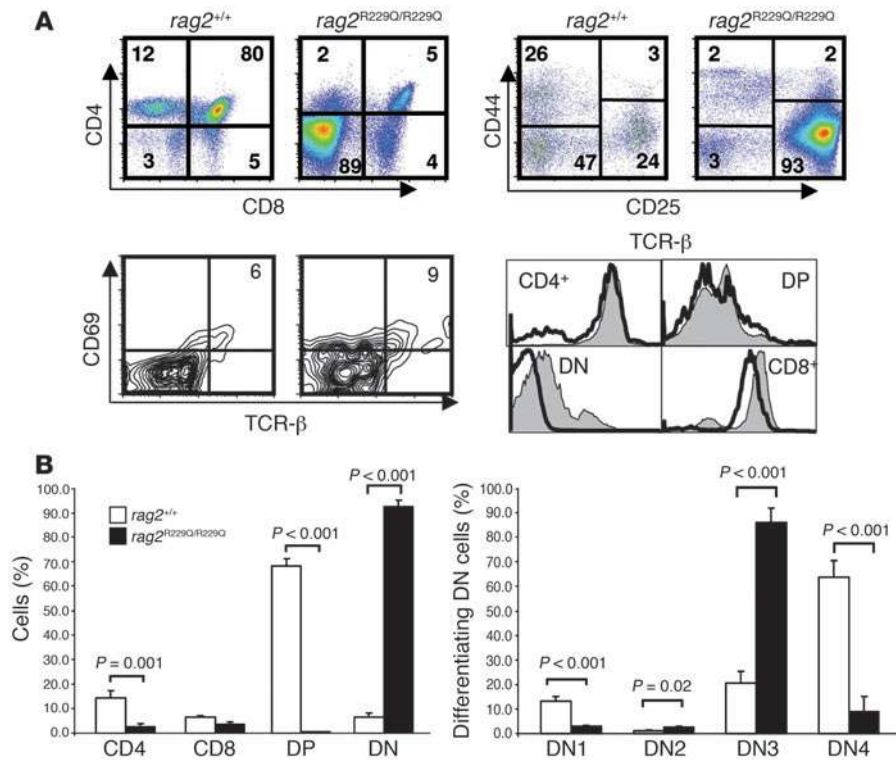 A
rag2+/+
rag2R229Q/R229Q
rag2+/+
rag2R229Q/R229Q
12 80
2 5
26 3
2 2
CD4
CD44
3 5
89 4
47 24
3 93
CD8
CD25
6
9
TCR-β
CD4+
DP
CD69
DN
CD8+
TCR-β
B
Cells (%)
100.0
90.0
80.0
70.0
60.0
50.0
40.0
30.0
20.0
10.0
0.0
rag2+/+
rag2R229Q/R229Q
P = 0.001
P < 0.001
P < 0.001
CD4 CD8 DP DN
Differentiating DN cells (%)
100.0
90.0
80.0
70.0
60.0
50.0
40.0
30.0
20.0
10.0
0.0
P < 0.001
P = 0.02
P < 0.001
P < 0.001
DN1 DN2 DN3 DN4